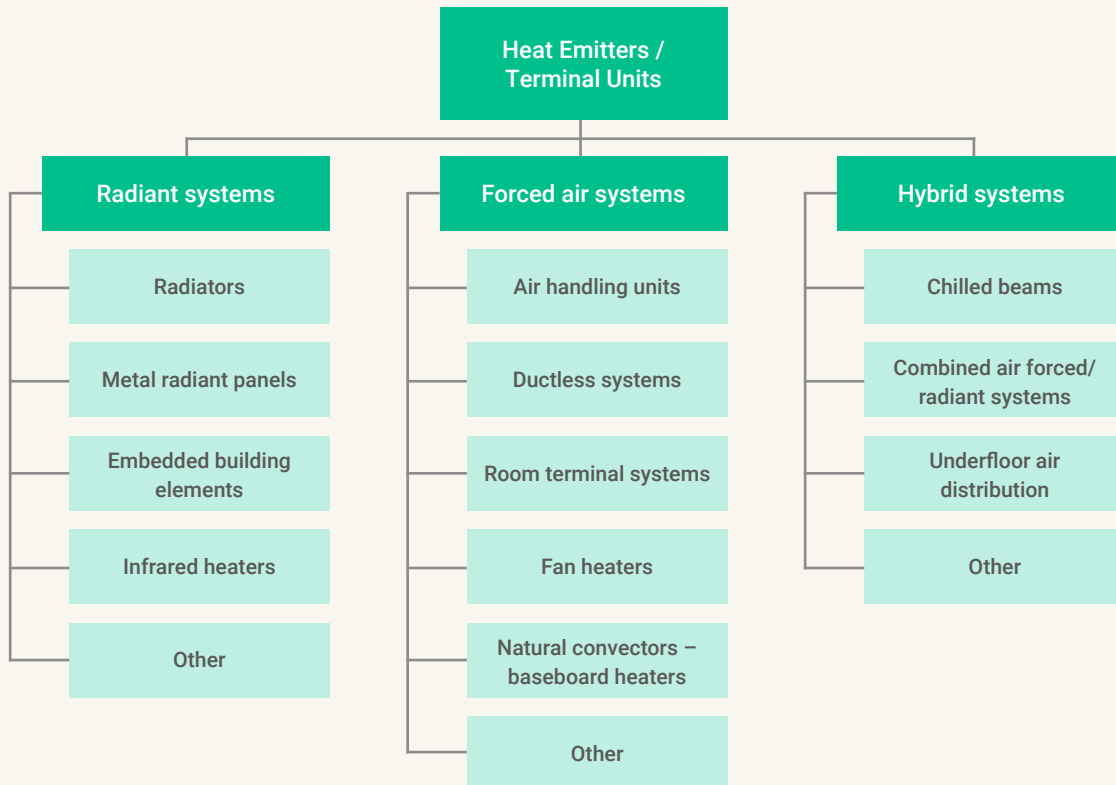 Heat Emitters /
Terminal Units
Radiant systems
Radiators
Metal radiant panels
Embedded building
elements
Infrared heaters
Other
Forced air systems
Air handling units
Ductless systems
Room terminal systems
Fan heaters
Natural convectors –
baseboard heaters
Other
Hybrid systems
Chilled beams
Combined air forced/
radiant systems
Underfloor air
distribution
Other